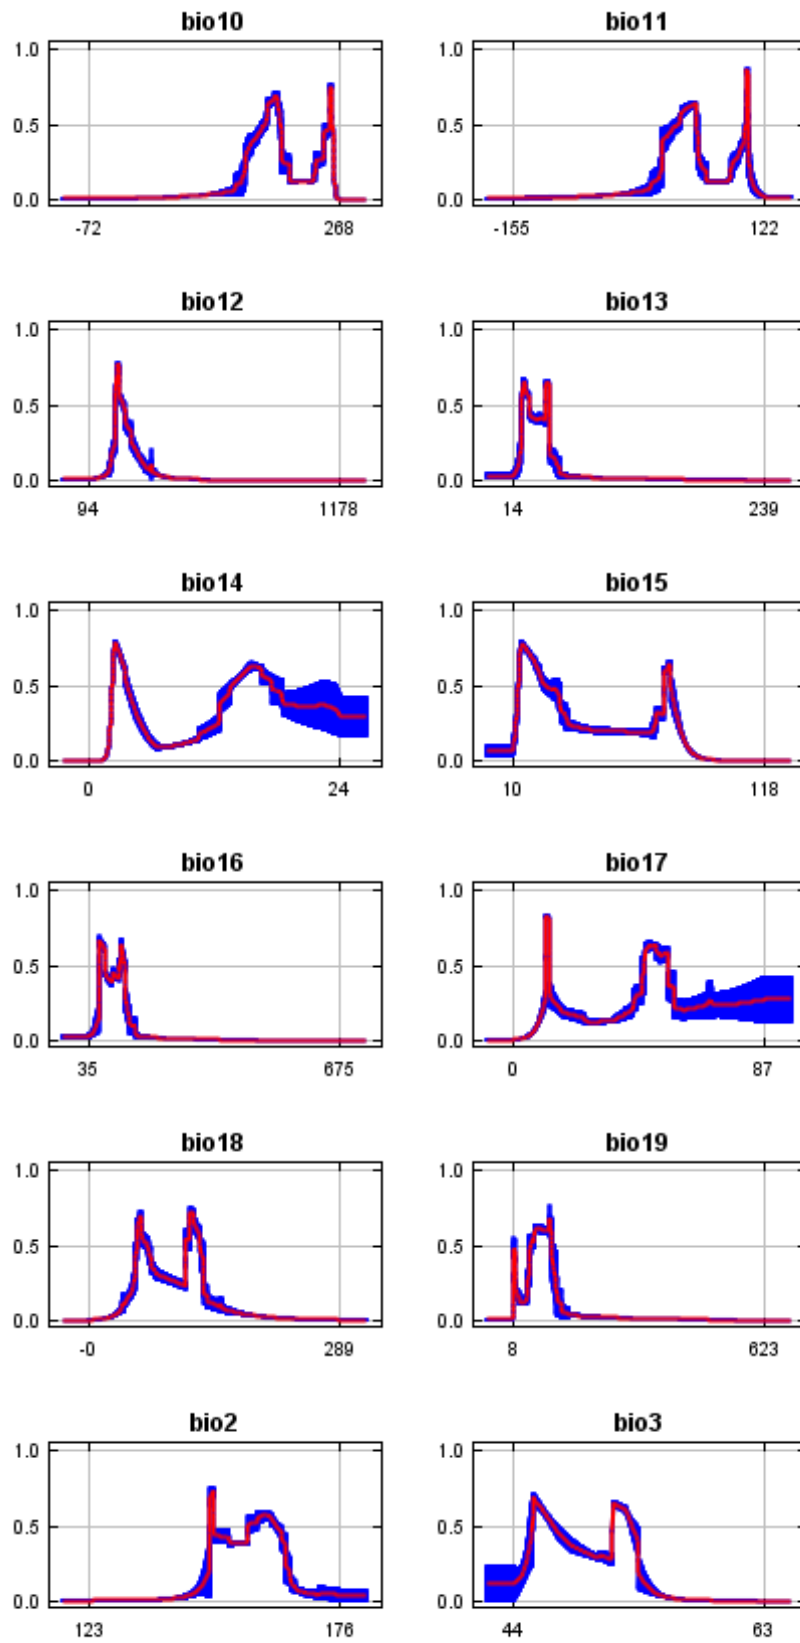 bio10 bio11
1.0 1.0
0.5 0.5
0.0 0.0
-72 268 -155 122
bio12 bio13
1.0 1.0
0.5 0.5
0.0 0.0
94 1178 14 239
bio14 bio15
1.0 1.0
0.5 0.5
0.0 0.0
0 24 10 118
bio16 bio17
1.0 1.0
0.5 0.5
0.0 0.0
35 675 0 87
bio18 bio19
1.0 1.0
0.5 0.5
0.0 0.0
-0 289 8 623
bio2 bio3
1.0 1.0
0.5 0.5
0.0 0.0
123 176 44 63